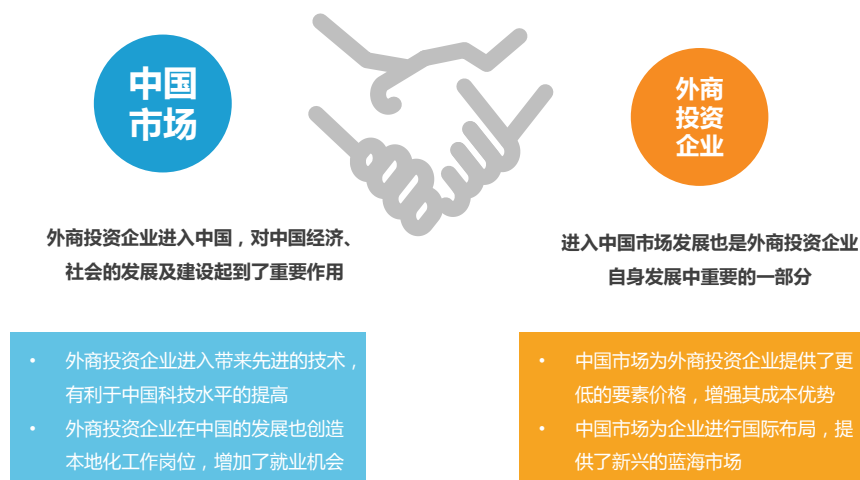 中国
市场
外商
投资
企业
外商投资企业进入中国，对中国经济、
社会的发展及建设起到了重要作用
进入中国市场发展也是外商投资企业
自身发展中重要的一部分
• 外商投资企业进入带来先进的技术，
有利于中国科技水平的提高
• 外商投资企业在中国的发展也创造
本地化工作岗位，增加了就业机会
• 中国市场为外商投资企业提供了更
低的要素价格，增强其成本优势
• 中国市场为企业进行国际布局，提
供了新兴的蓝海市场